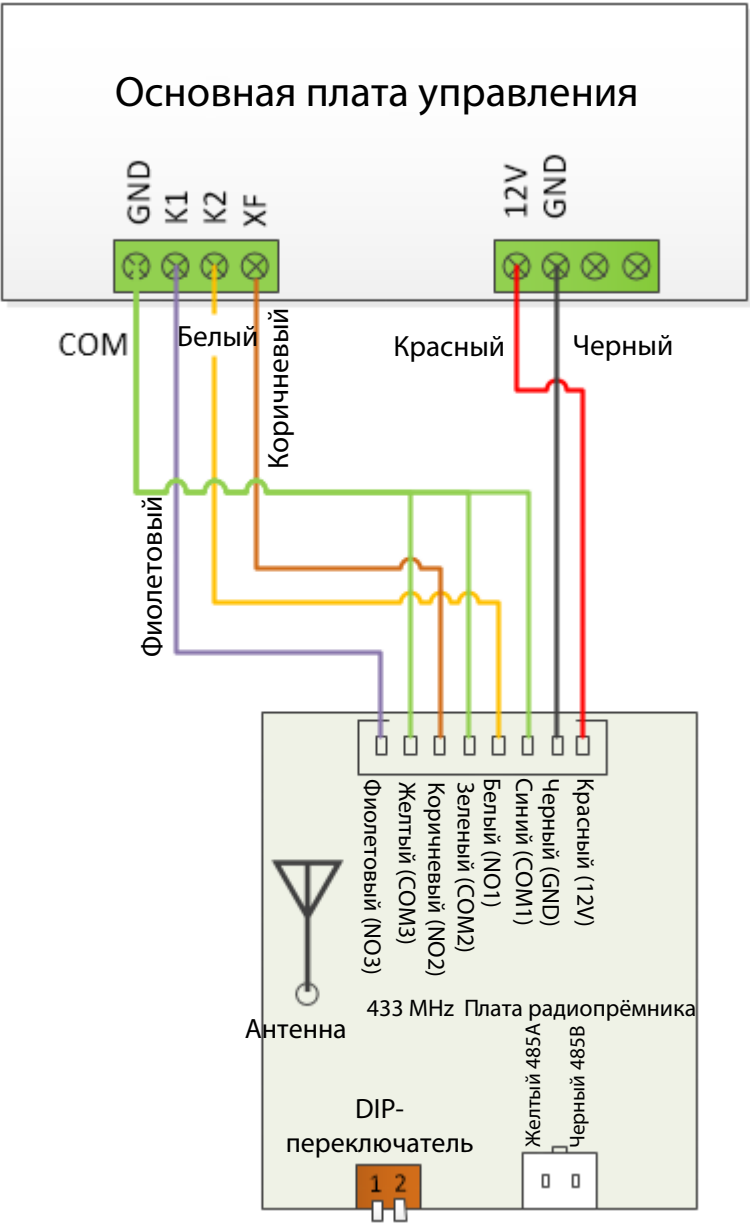 Основная плата управления
GND
K1
K2
XF
12V
GND
COM
Белый
Коричневый
Красный
Черный
Фиолетовый
Фиолетовый (NO3)
Желтый (COM3)
Коричневый (NO2)
Зеленый (COM2)
Белый (NO1)
Синий (COM1)
Черный (GND)
Красный (12V)
433 MHz Плата радиопрёмника
Антенна
Желтый 485A
Черный 485B
DIP-
переключатель
1 2